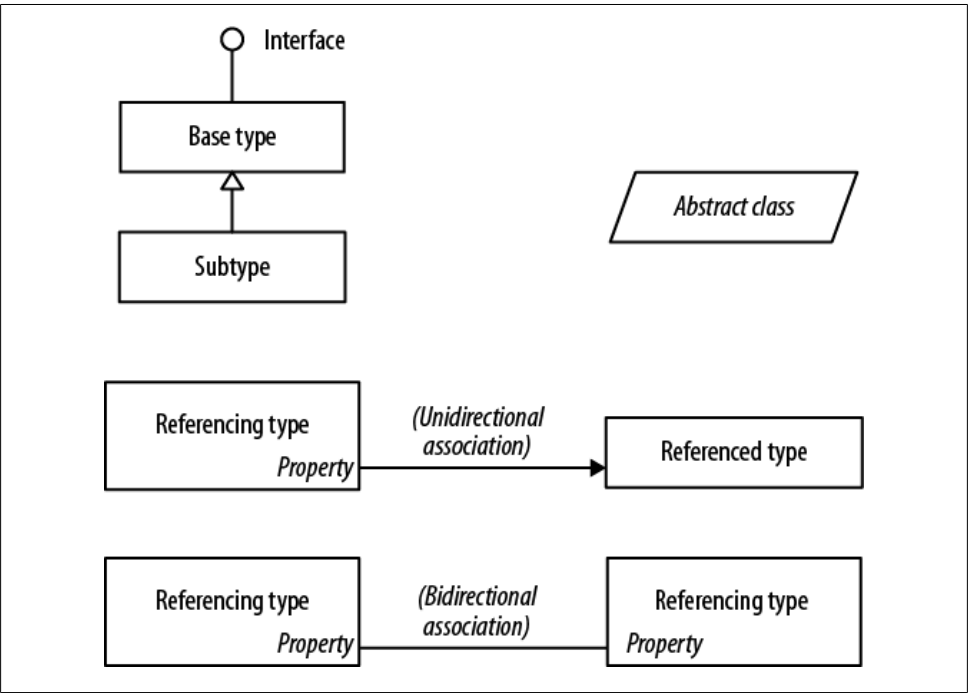 Interface
Base type
Abstract class
Subtype
Referencing type
Property
(Unidirectional
association)
Referenced type
Referencing type
Property
(Bidirectional
association)
Referencing type
Property